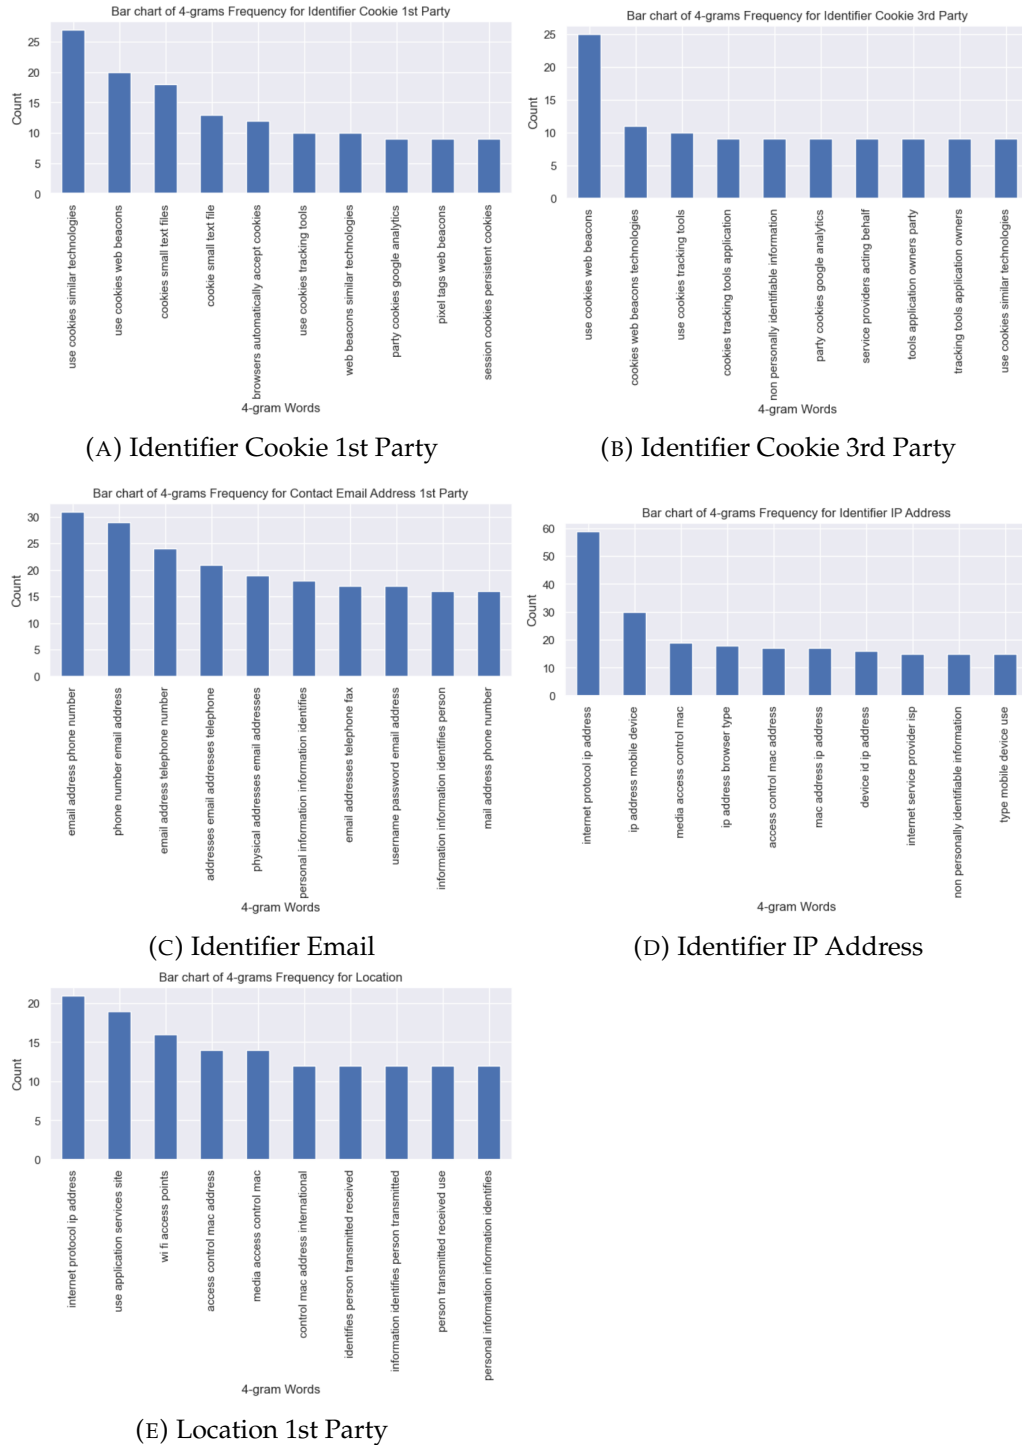 Bar chart of 4-grams Frequency for Identifier Cookie 1st Party
25
20
15
10
5
0
Count
use cookies similar technologies
use cookies web beacons
cookies small text files
cookie small text file
browsers automatically accept cookies
use cookies tracking tools
web beacons similar technologies
party cookies google analytics
pixel tags web beacons
session cookies persistent cookies
4-gram Words
(A) Identifier Cookie 1st Party
Bar chart of 4-grams Frequency for Identifier Cookie 3rd Party
25
20
15
10
5
0
Count
use cookies web beacons
cookies web beacons technologies
use cookies tracking tools
cookies tracking tools application
non personally identifiable information
party cookies google analytics
service providers acting behalf
tools application owners party
tracking tools application owners
use cookies similar technologies
4-gram Words
(B) Identifier Cookie 3rd Party
Bar chart of 4-grams Frequency for Contact Email Address 1st Party
30
25
20
15
10
5
0
Count
email address phone number
phone number email address
email address telephone number
addresses email addresses telephone
physical addresses email addresses
personal information information identifies
email addresses telephone fax
username password email address
information information identifies person
mail address phone number
4-gram Words
(C) Identifier Email
Bar chart of 4-grams Frequency for Identifier IP Address
60
50
40
30
20
10
0
Count
internet protocol ip address
ip address mobile device
media access control mac
ip address browser type
access control mac address
mac address ip address
device id ip address
internet service provider isp
non personally identifiable information
type mobile device use
4-gram Words
(D) Identifier IP Address
Bar chart of 4-grams Frequency for Location
20
15
10
5
0
Count
internet protocol ip address
use application services site
wi fi access points
access control mac address
media access control mac
control mac address international
identifies person transmitted received
information identifies person transmitted
person transmitted received use
personal information information identifies
4-gram Words
(E) Location 1st Party